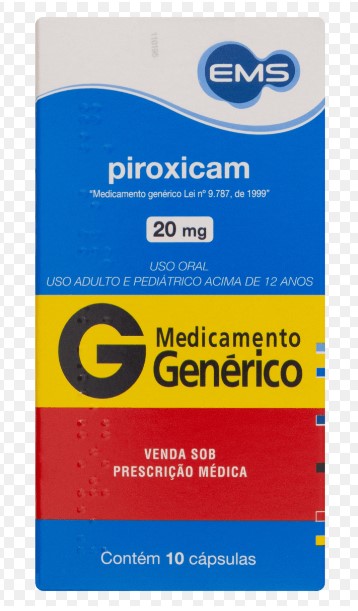 EMS
piroxicam
"Medicamento genérico Lei nº 9.787, de 1999"
20 mg
USO ORAL
USO ADULTO E PEDIÁTRICO ACIMA DE 12 ANOS
G Medicamento
Genérico
VENDA SOB
PRESCRIÇÃO MÉDICA
Contém 10 cápsulas